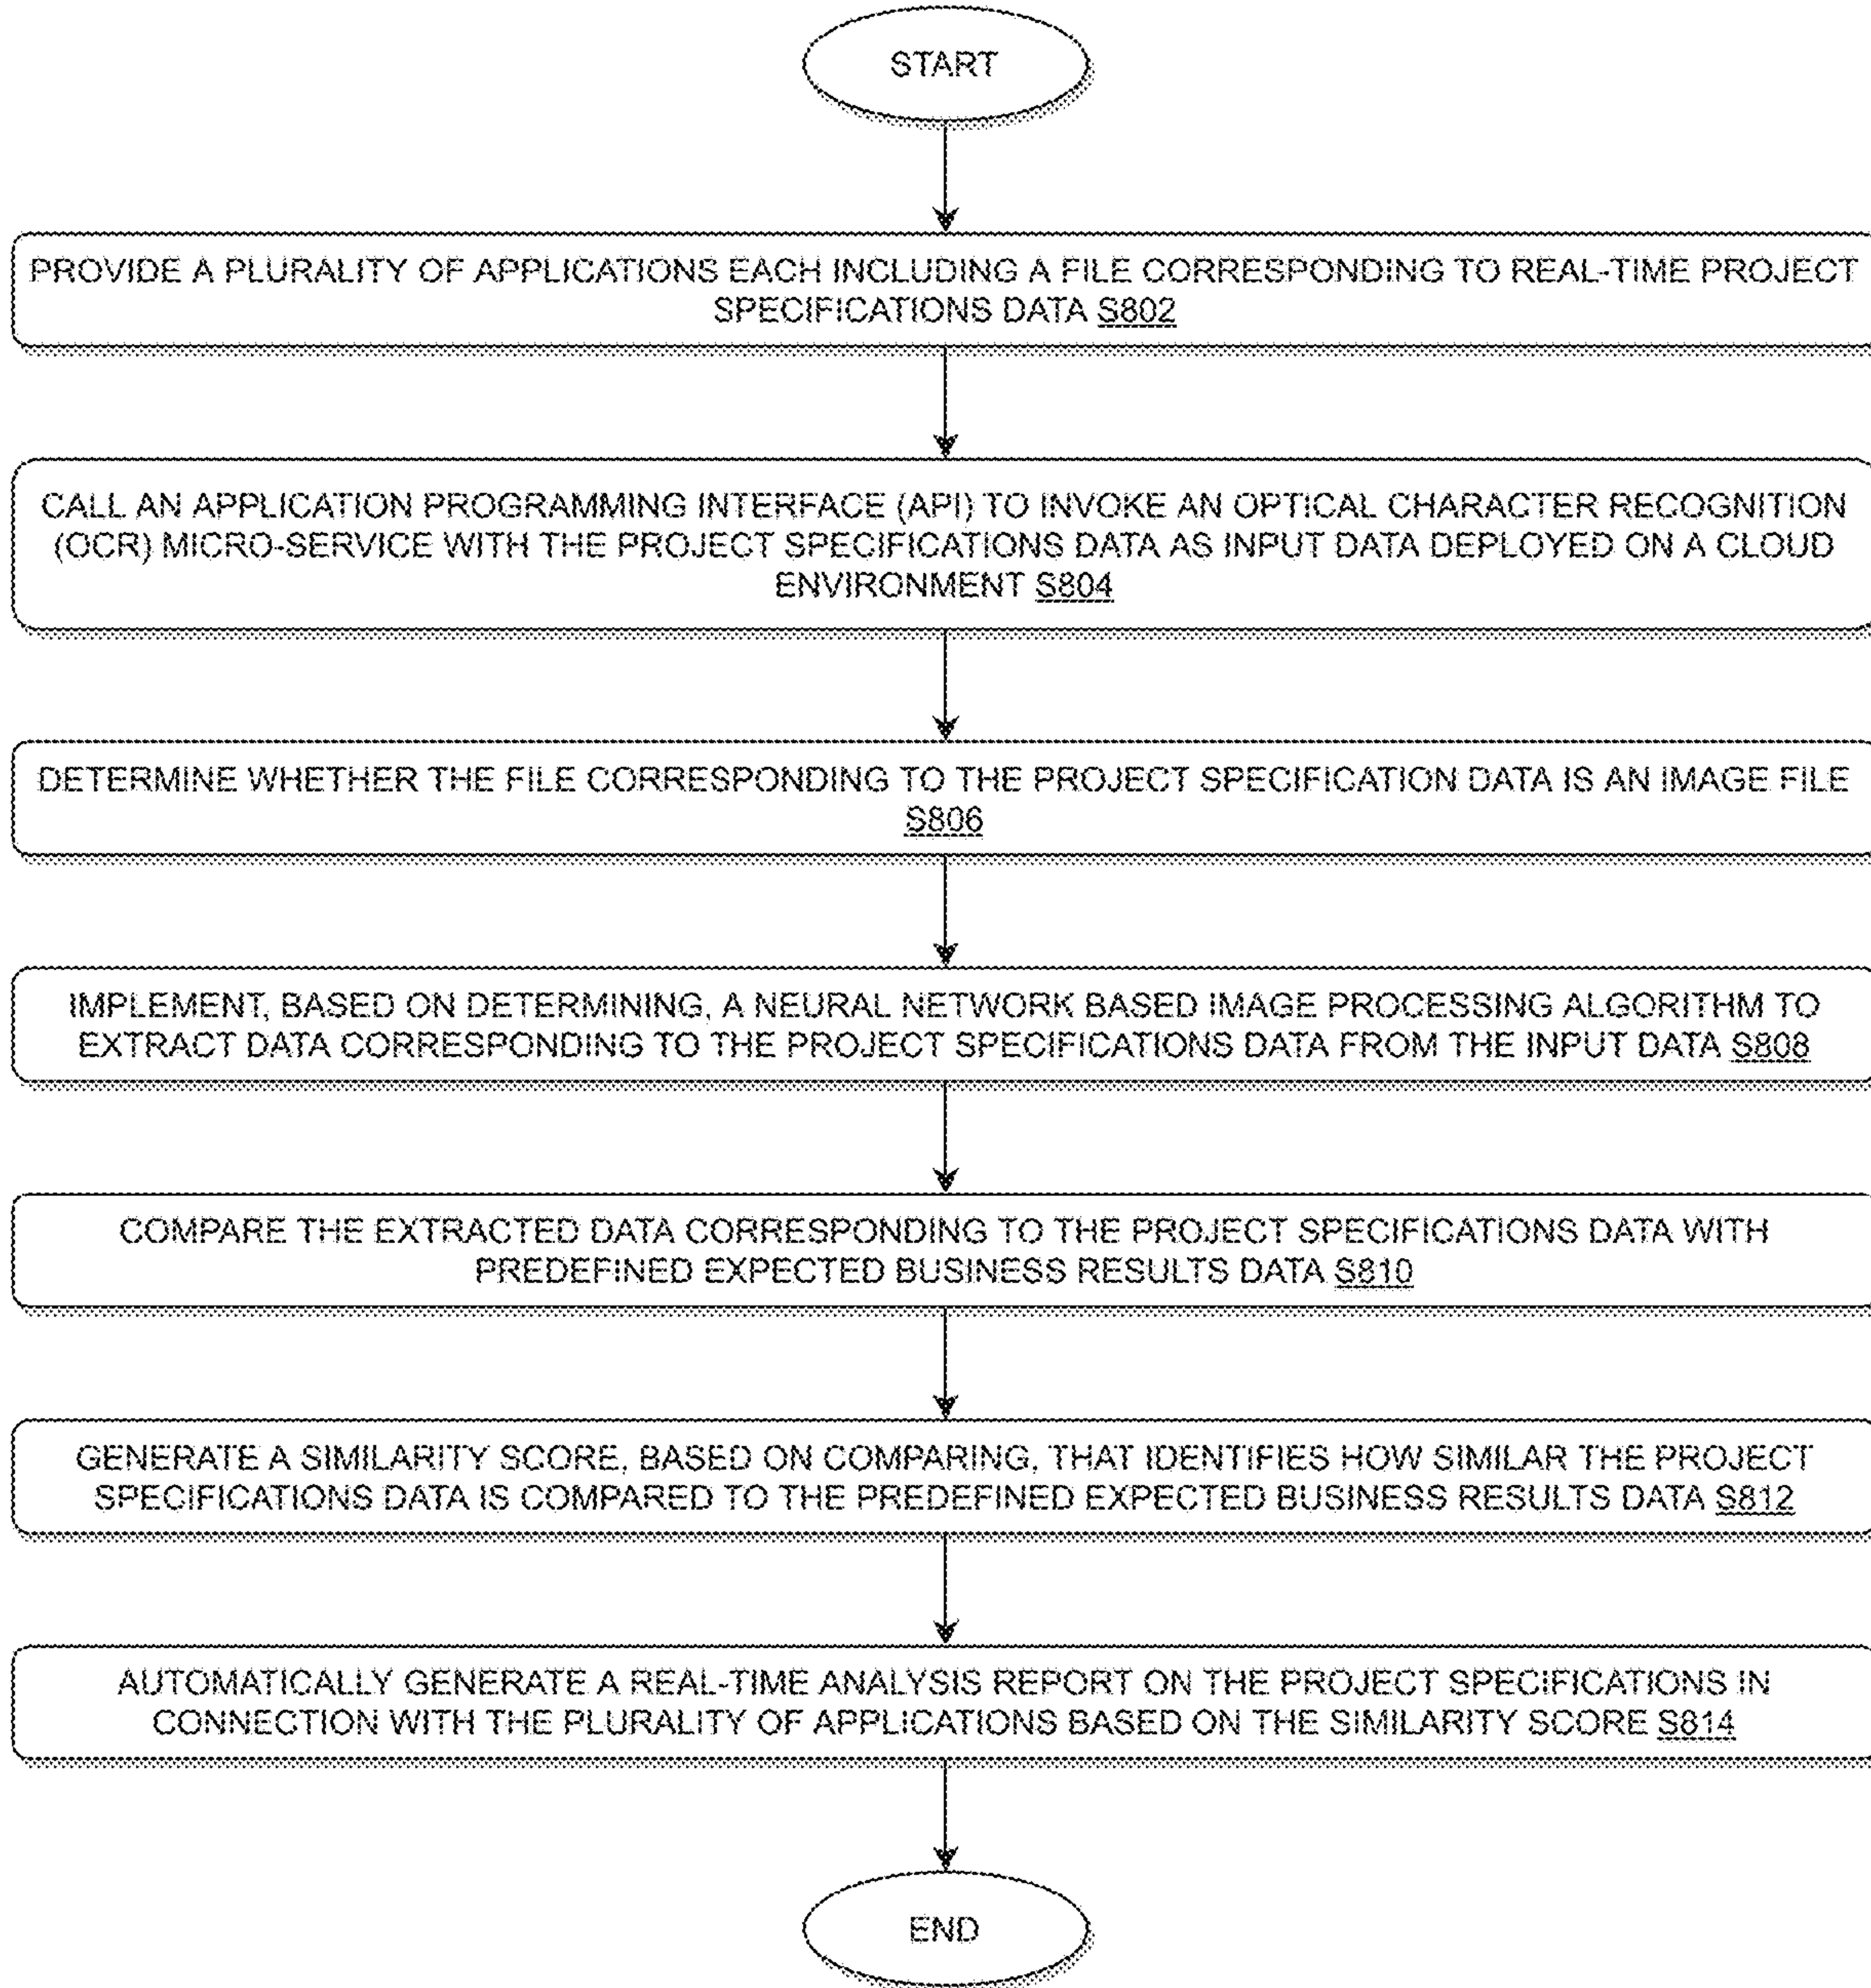 START
PROVIDE A PLURALITY OF APPLICATIONS EACH INCLUDING A FILE CORRESPONDING TO REAL-TIME PROJECT
SPECIFICATIONS DATA S802
CALL AN APPLICATION PROGRAMMING INTERFACE (API) TO INVOKE AN OPTICAL CHARACTER RECOGNITION
(OCR) MICRO-SERVICE WITH THE PROJECT SPECIFICATIONS DATA AS INPUT DATA DEPLOYED ON A CLOUD
ENVIRONMENT S804
DETERMINE WHETHER THE FILE CORRESPONDING TO THE PROJECT SPECIFICATION DATA IS AN IMAGE FILE
S806
IMPLEMENT, BASED ON DETERMINING, A NEURAL NETWORK BASED IMAGE PROCESSING ALGORITHM TO
EXTRACT DATA CORRESPONDING TO THE PROJECT SPECIFICATIONS DATA FROM THE INPUT DATA S808
COMPARE THE EXTRACTED DATA CORRESPONDING TO THE PROJECT SPECIFICATIONS DATA WITH
PREDEFINED EXPECTED BUSINESS RESULTS DATA S810
GENERATE A SIMILARITY SCORE, BASED ON COMPARING, THAT IDENTIFIES HOW SIMILAR THE PROJECT
SPECIFICATIONS DATA IS COMPARED TO THE PREDEFINED EXPECTED BUSINESS RESULTS DATA S812
AUTOMATICALLY GENERATE A REAL-TIME ANALYSIS REPORT ON THE PROJECT SPECIFICATIONS IN
CONNECTION WITH THE PLURALITY OF APPLICATIONS BASED ON THE SIMILARITY SCORE S814
END